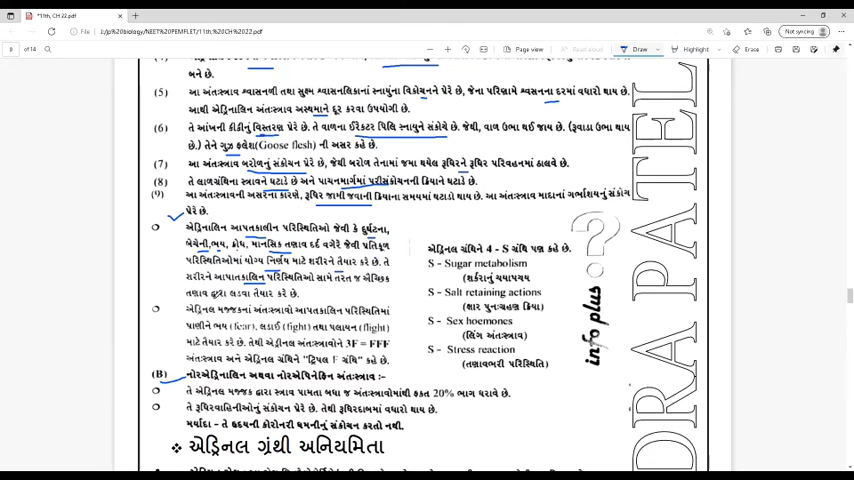 *11th, CH 22.pdf
File | J:/p%20biology/NEET%20PEMFLET/11th,%20CH22.pdf
Not syncing
9 of 14
Page view
Read aloud
Draw
Highlight
Erase
બને છે.
(5) આ અંતઃસ્ત્રાવ શ્વાસનળી તથા સુક્ષ્મ શ્વાસનલિકાનાં સ્નાયુના વિકોચનને પ્રેરે છે, જેના પરિણામે શ્વસનના દરમાં વધારો થાય છે.
આથી એડ્રિનાલિન અંતઃસ્ત્રાવ અસ્થમાને દૂર કરવા ઉપયોગી છે.
(6) તે આંખની કીકીનું વિસ્તરણ પ્રેરે છે. તે વાળના ઈરેકટર પિલિ સ્નાયુને સંકોચે છે. જેથી, વાળ ઉભા થઈ જાય છે. (રૂવાડા ઉભા થાય
છે.) તેને ગુઝ ફ્લેશ(Goose flesh) ની અસર કહે છે.
(7) આ અંતઃસ્ત્રાવ બરોળનું સંકોચન પ્રેરે છે, જેથી બરોળ તેનામાં જમા થયેલ રૂધિરને રૂધિર પરિવહનમાં ઠાલવે છે.
(8) તે લાળગ્રંથિના સ્ત્રાવને ઘટાડે છે અને પાચનમાર્ગમાં પરીસંકોચનની ક્રિયાને ઘટાડે છે.
(9) આ અંતઃસ્ત્રાવની અસરના કારણે, રૂધિર જામી જવાની ક્રિયાના સમયમાં ઘટાડો થાય છે. આ અંતઃસ્ત્રાવ માદાનાં ગર્ભાશયનું સંકોચ
પ્રેરે છે.
એડ્રિનાલિન આપતકાલીન પરિસ્થિતિઓ જેવી કે દુર્ઘટના,
બેચેની,ભય, ક્રોધ, માનસિક તણાવ દર્દ વગેરે જેવી પ્રતિકૂળ
પરિસ્થિતિઓમાં યોગ્ય નિર્ણય માટે શરીરને તૈયાર કરે છે. તે
શરીરને આપાતકાલિન પરિસ્થિતિઓ સામે તરત જ ઐચ્છિક
તણાવ દ્વારા લડવા તૈયાર કરે છે.
એડ્રિનલ મજ્જકનાં અંતઃસ્ત્રાવો આપતકાલિન પરિસ્થિતિમાં
પ્રાણીને ભય (fear), લડાઈ (fight) તથા પલાયન (flight)
માટે તૈયાર કરે છે. તેથી એડ્રીનલ અંતઃસ્ત્રાવોને 3F = FFF
અંતઃસ્ત્રાવ અને એડ્રિનલ ગ્રંથિને "ટ્રિપલ F ગ્રંથિ" કહે છે.
એડ્રિનલ ગ્રંથિને 4 - S ગ્રંથિ પણ કહે છે.
S - Sugar metabolism
(શર્કરાનું ચયાપચય
S - Salt retaining actions
(ક્ષાર પુનઃગ્રહણ ક્રિયા)
S - Sex hoemones
(લિંગ અંતઃસ્ત્રાવ)
S - Stress reaction
(તણાવભરી પરિસ્થિતિ)
info plus
?
(B) નોરએડ્રિનાલિન અથવા નોરએપિનેફ્રિન અંતઃસ્ત્રાવ :-
તે એડ્રિનલ મજ્જક દ્વારા સ્ત્રાવ પામતા બધા જ અંતઃસ્ત્રાવોમાંથી ફકત 20% ભાગ ધરાવે છે.
તે રૂધિરવાહિનીઓનું સંકોચન પ્રેરે છે. તેથી રૂધિરદાબમાં વધારો થાય છે.
મર્યાદા - તે હૃદયની કોરોનરી ધમનીનું સંકોચન કરતો નથી.
❖ એડ્રિનલ ગ્રંથી અનિયમિતા
DRA PATEL